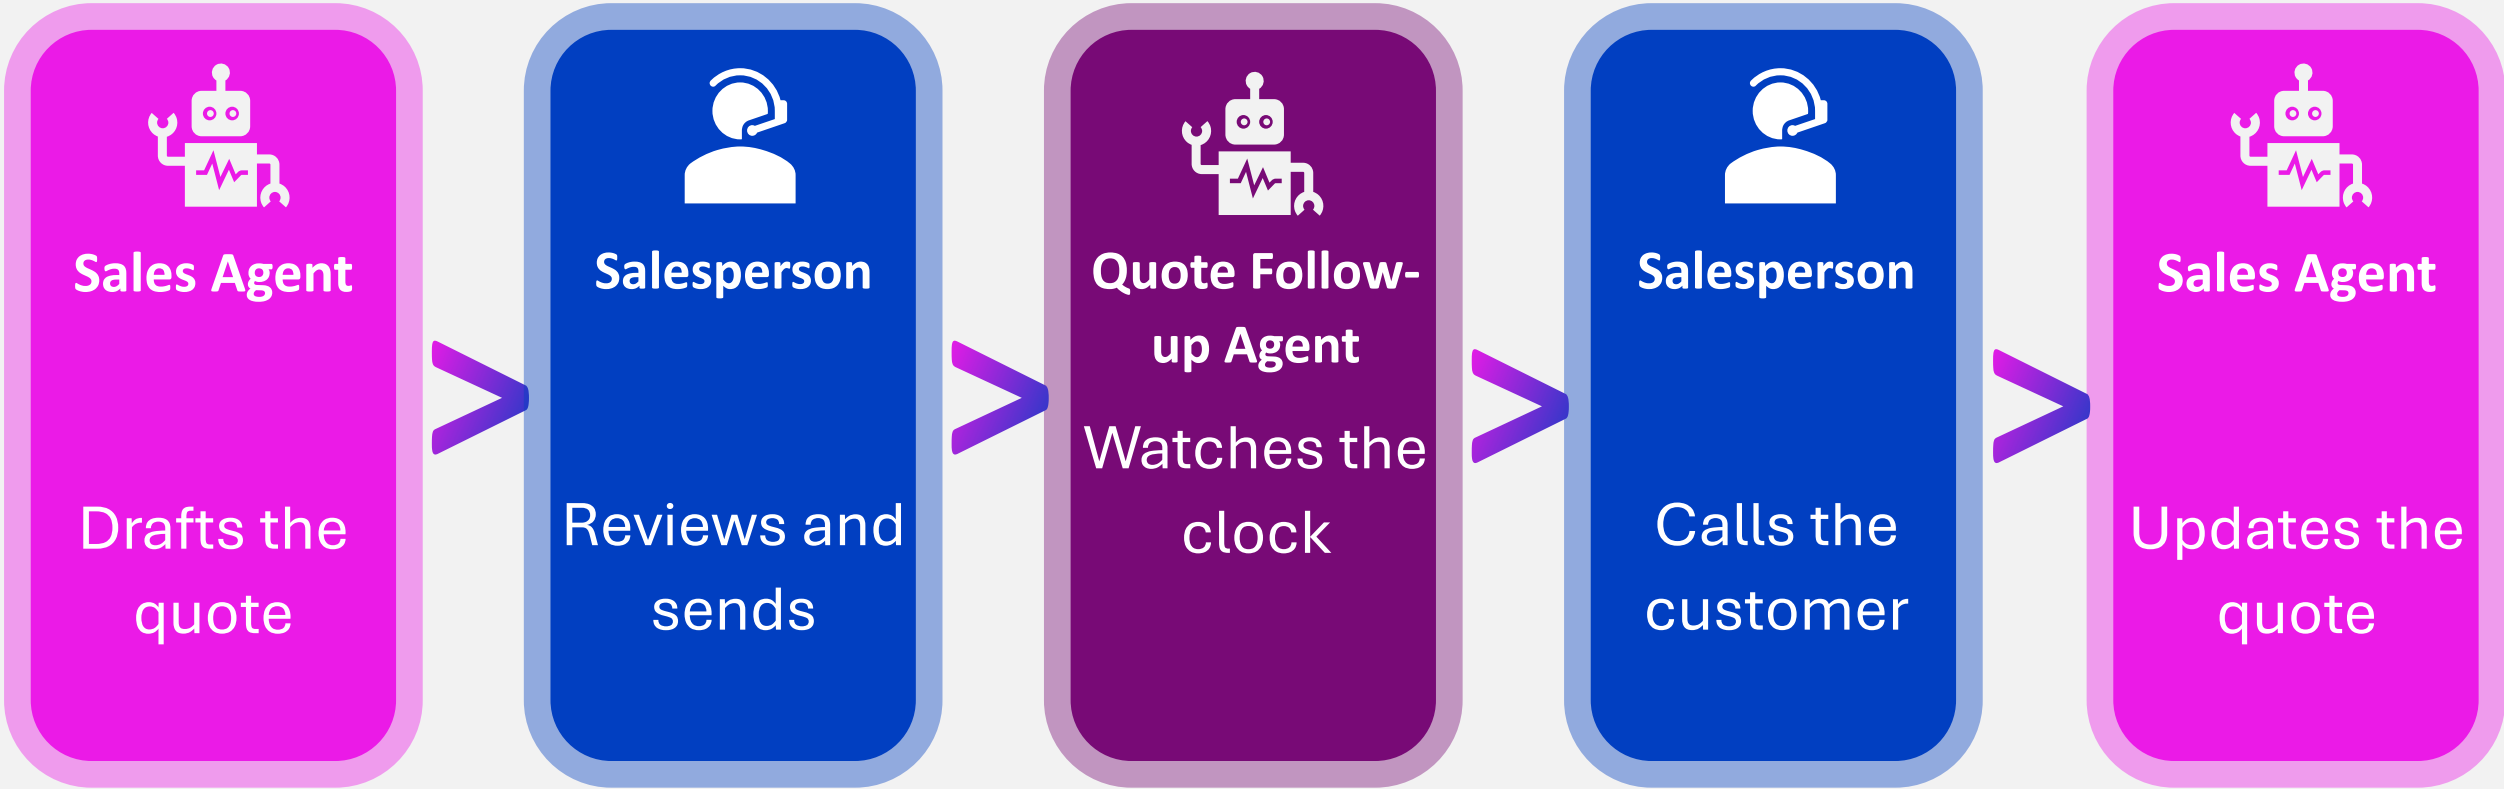 Sales Agent
Drafts the
quote
>
Salesperson
Reviews and
sends
>
Quote Follow-
up Agent
Watches the
clock
>
Salesperson
Calls the
customer
>
Sales Agent
Updates the
quote